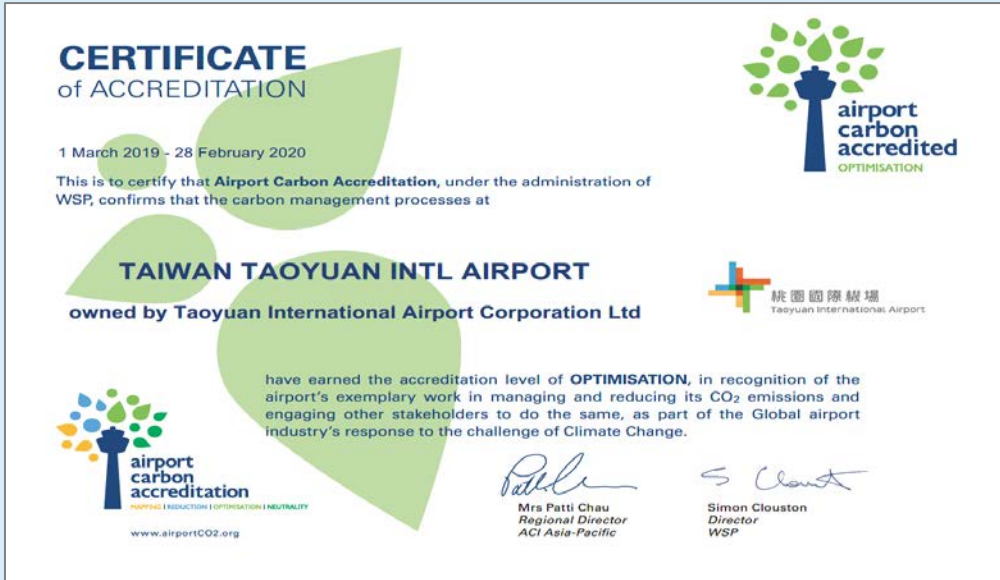 CERTIFICATE
of ACCREDITATION
airport
carbon
accredited
OPTIMISATION
1 March 2019 - 28 February 2020
This is to certify that Airport Carbon Accreditation, under the administration of
WSP, confirms that the carbon management processes at
TAIWAN TAOYUAN INTL AIRPORT
owned by Taoyuan International Airport Corporation Ltd
桃園國際機場
Taoyuan International Airport
have earned the accreditation level of OPTIMISATION, in recognition of the
airport's exemplary work in managing and reducing its CO₂ emissions and
engaging other stakeholders to do the same, as part of the Global airport
industry's response to the challenge of Climate Change.
airport
carbon
accreditation
MAPPING | REDUCTION | OPTIMISATION | NEUTRALITY
www.airportCO2.org
Mrs Patti Chau
Regional Director
ACI Asia-Pacific
Simon Clouston
Director
WSP